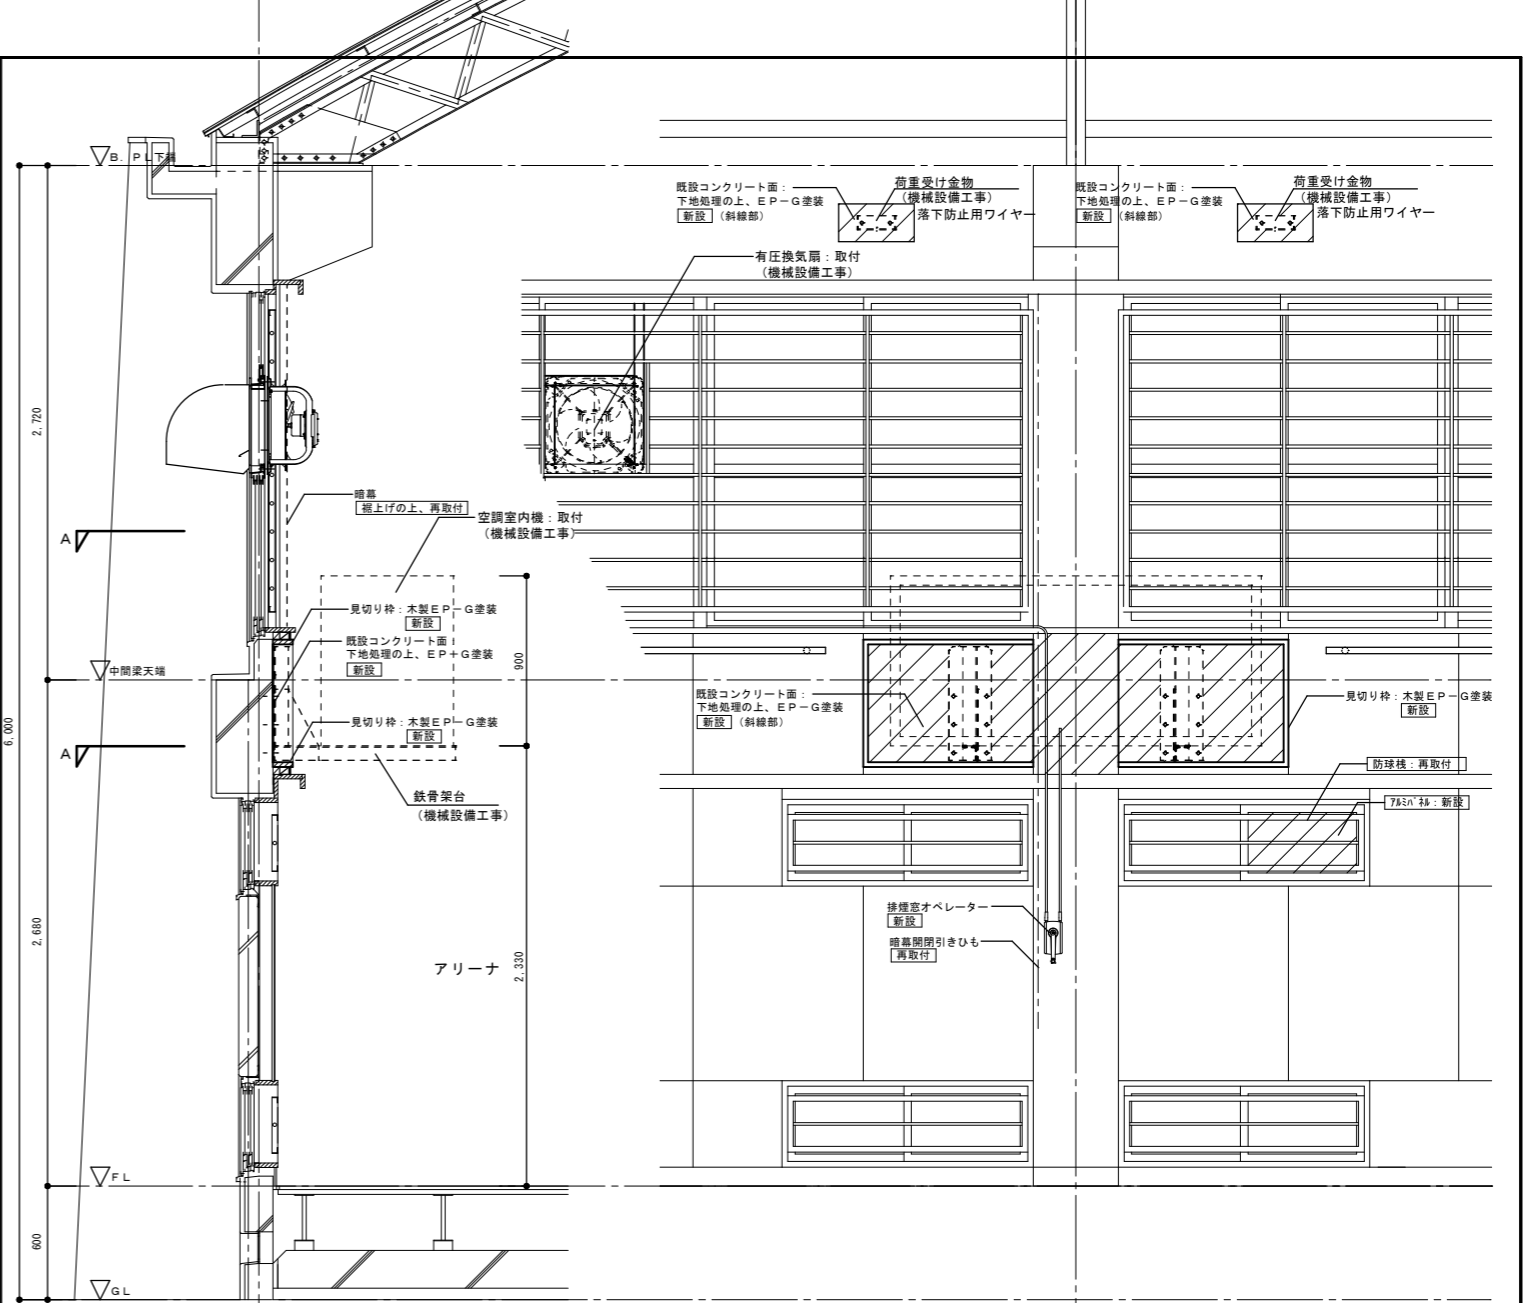 B. PL下端
既設コンクリート面：
下地処理の上、EP－G塗装
新設 (斜線部)
荷重受け金物
(機械設備工事)
落下防止用ワイヤー
既設コンクリート面：
下地処理の上、EP－G塗装
新設 (斜線部)
荷重受け金物
(機械設備工事)
落下防止用ワイヤー
有圧換気扇：取付
(機械設備工事)
2,720
暗幕
裾上げの上、再取付
空調室内機：取付
(機械設備工事)
A
見切り枠：木製EP－G塗装
新設
既設コンクリート面
下地処理の上、EP－G塗装
新設
900
中間梁天端
6,000
見切り枠：木製EP－G塗装
新設
既設コンクリート面：
下地処理の上、EP－G塗装
新設 (斜線部)
見切り枠：木製EP－G塗装
新設
A
防球桟：再取付
鉄骨架台
(機械設備工事)
ｱﾙﾐﾊﾟﾈﾙ：新設
排煙窓オペレーター
新設
暗幕開閉引きひも
再取付
2,680
アリーナ
2,330
FL
600
GL